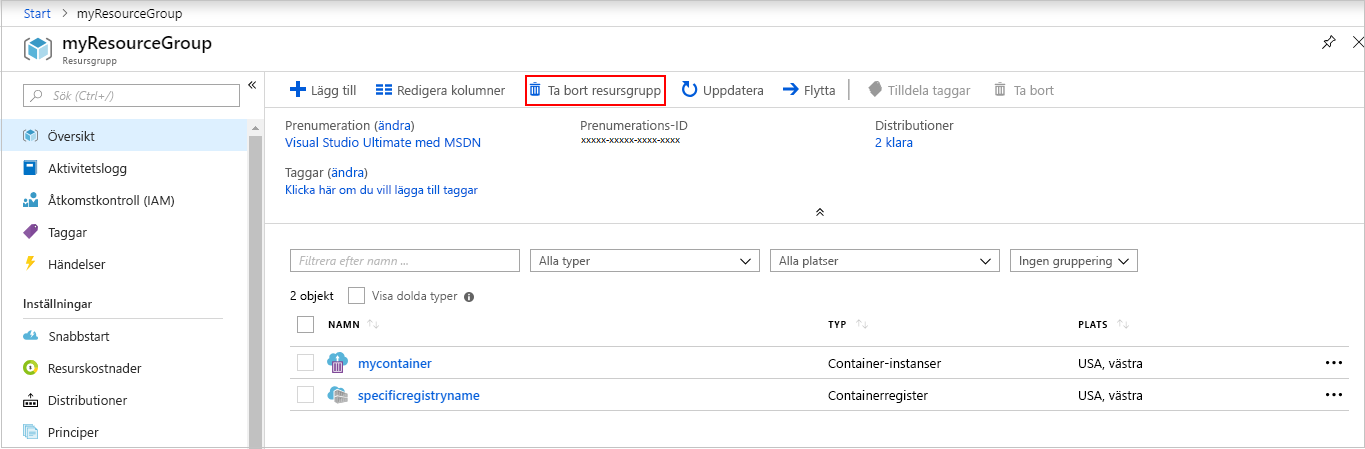 Start > myResourceGroup
myResourceGroup
Resursgrupp
Sök (Ctrl+/)
Översikt
Aktivitetslogg
Åtkomstkontroll (IAM)
Taggar
Händelser
Inställningar
Snabbstart
Resurskostnader
Distributioner
Principer
Lägg till Redigera kolumner Ta bort resursgrupp Uppdatera Flytta Tilldela taggar Ta bort
Prenumeration (ändra) Prenumerations-ID Distributioner
Visual Studio Ultimate med MSDN xxxxx-xxxxx-xxxx-xxxx 2 klara
Taggar (ändra)
Klicka här om du vill lägga till taggar
Filtrera efter namn ... Alla typer Alla platser Ingen gruppering
2 objekt Visa dolda typer
NAMN TYP PLATS
mycontainer Container-instanser USA, västra
specificregistryname Containerregister USA, västra